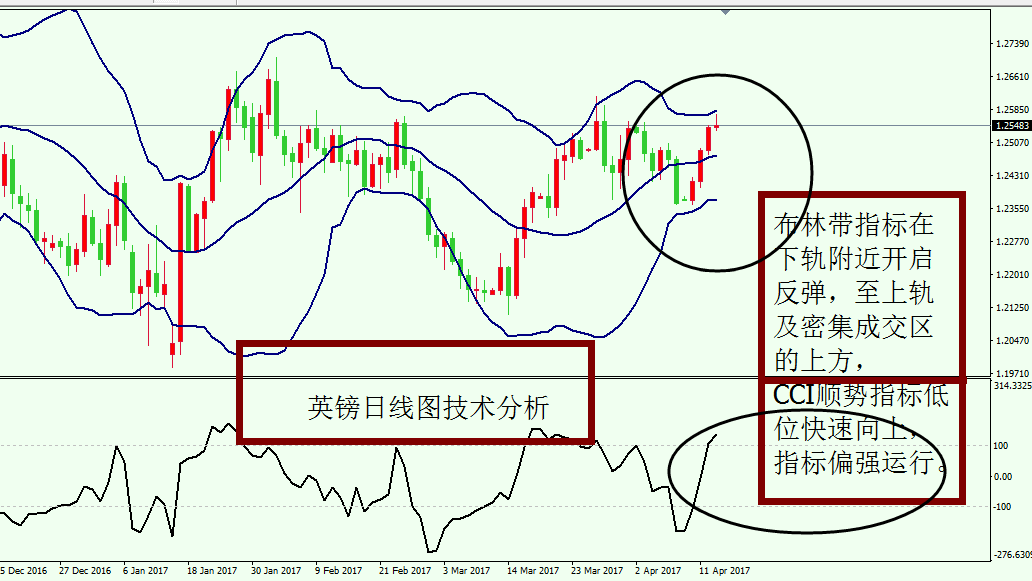 1.27390
1.26610
1.25850
1.25483
1.25070
1.24310
1.23550
1.22770
1.22010
1.21250
1.20470
1.19710
布林带指标在
下轨附近开启
反弹，至上轨
及密集成交区
的上方，
314.3325
CCI顺势指标低
位快速向上，
指标偏强运行。
英镑日线图技术分析
100
0.00
-100
-276.6309
5 Dec 2016
27 Dec 2016
6 Jan 2017
18 Jan 2017
30 Jan 2017
9 Feb 2017
21 Feb 2017
3 Mar 2017
14 Mar 2017
23 Mar 2017
2 Apr 2017
11 Apr 2017